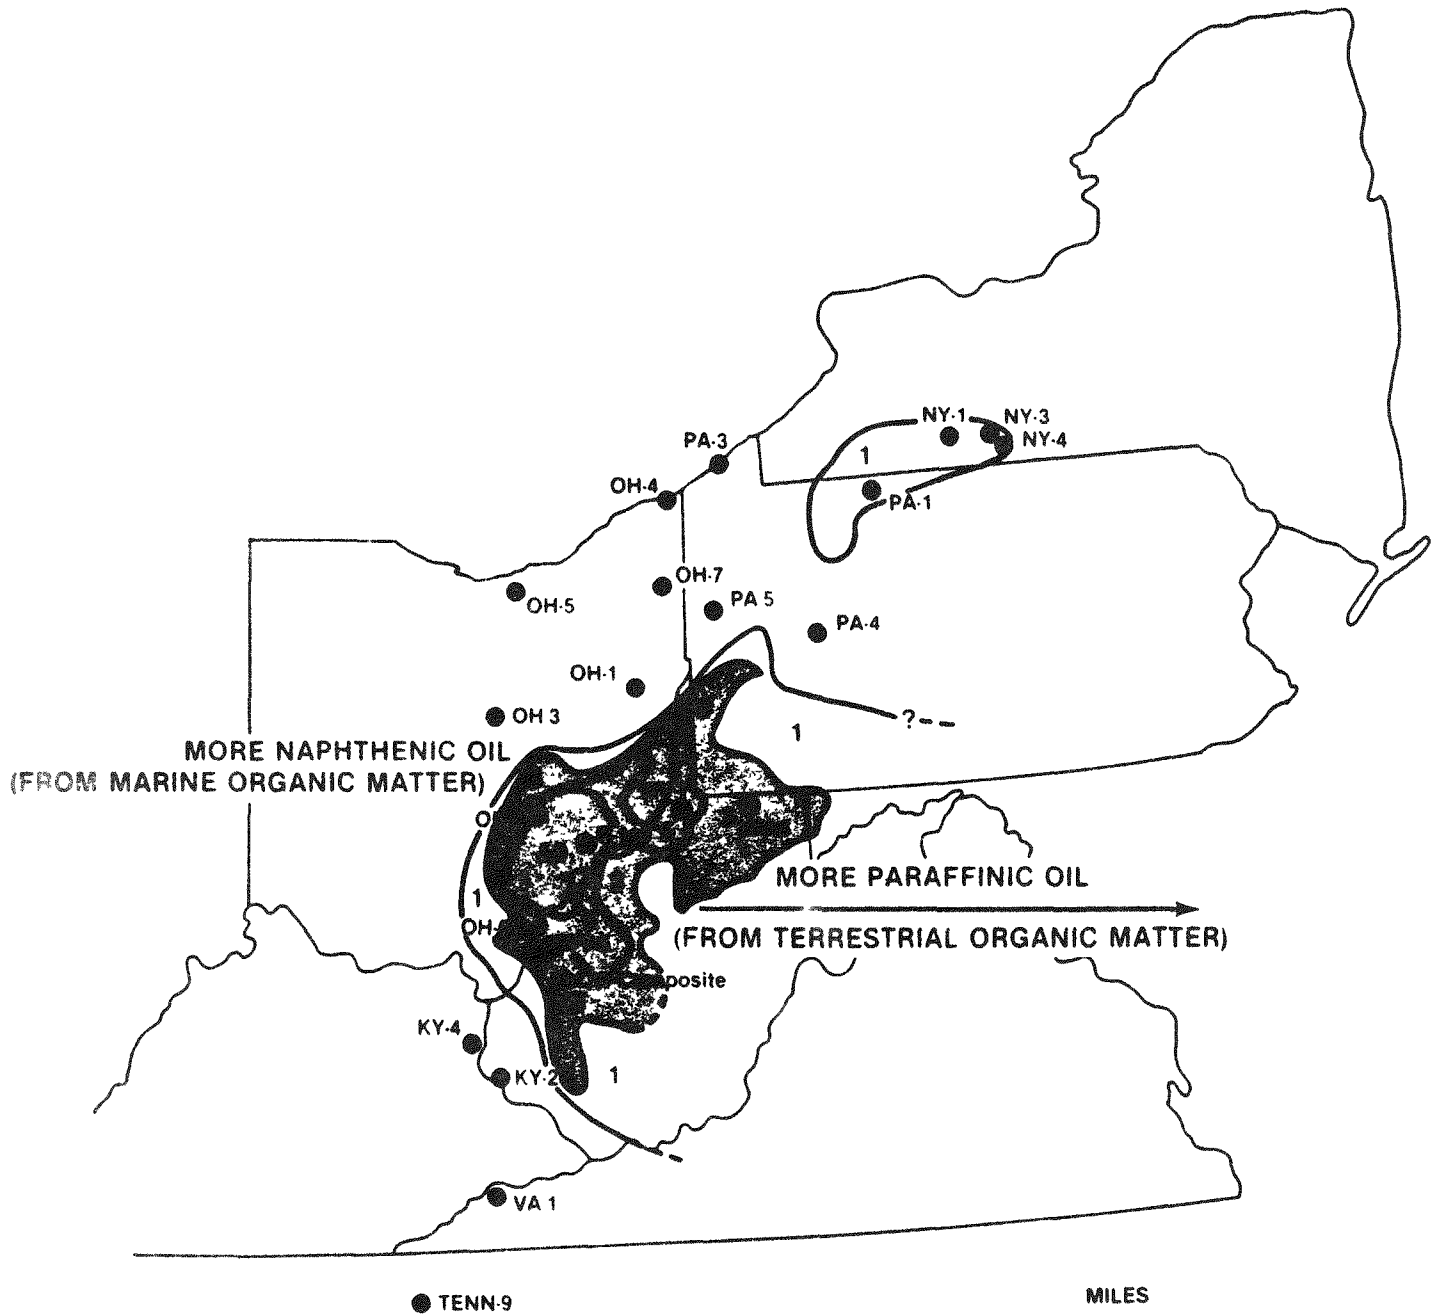 NY-1
NY-3
NY-4
PA-3
1
OH-4
PA-1
OH-7
OH-5
PA 5
PA-4
OH-1
OH 3
?
1
MORE NAPHTHENIC OIL
(FROM MARINE ORGANIC MATTER)
O
MORE PARAFFINIC OIL
1
OH-
(FROM TERRESTRIAL ORGANIC MATTER)
posite
KY-4
KY-2
1
VA 1
TENN-9
MILES